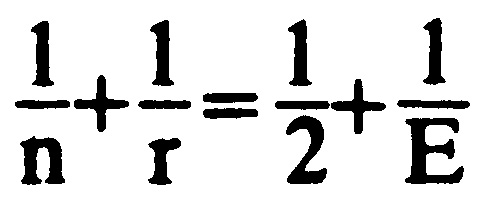 1/n + 1/r = 1/2 + 1/E